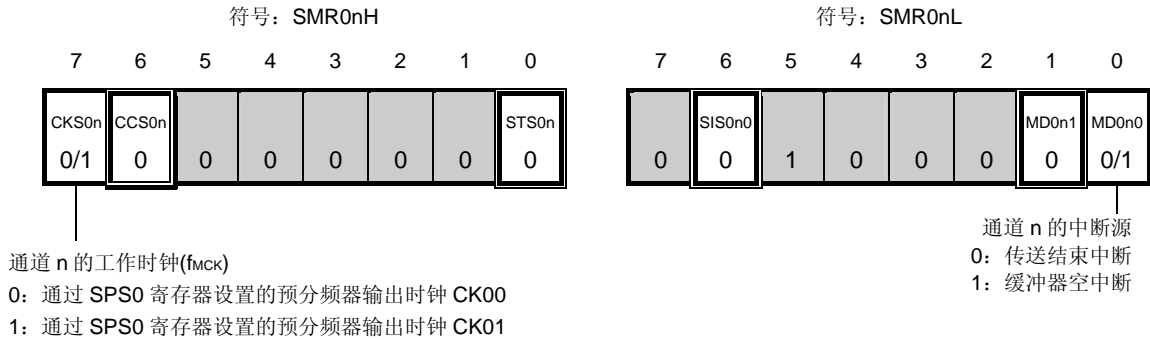 符号：SMR0nH
符号：SMR0nL
7 6 5 4 3 2 1 0
7 6 5 4 3 2 1 0
CKS0n CCS0n STS0n
0/1 0 0 0 0 0 0 0
SIS0n0 MD0n1 MD0n0
0 0 1 0 0 0 0 0/1
通道 n 的工作时钟(fMCK)
0：通过 SPS0 寄存器设置的预分频器输出时钟 CK00
1：通过 SPS0 寄存器设置的预分频器输出时钟 CK01
通道 n 的中断源
0：传送结束中断
1：缓冲器空中断